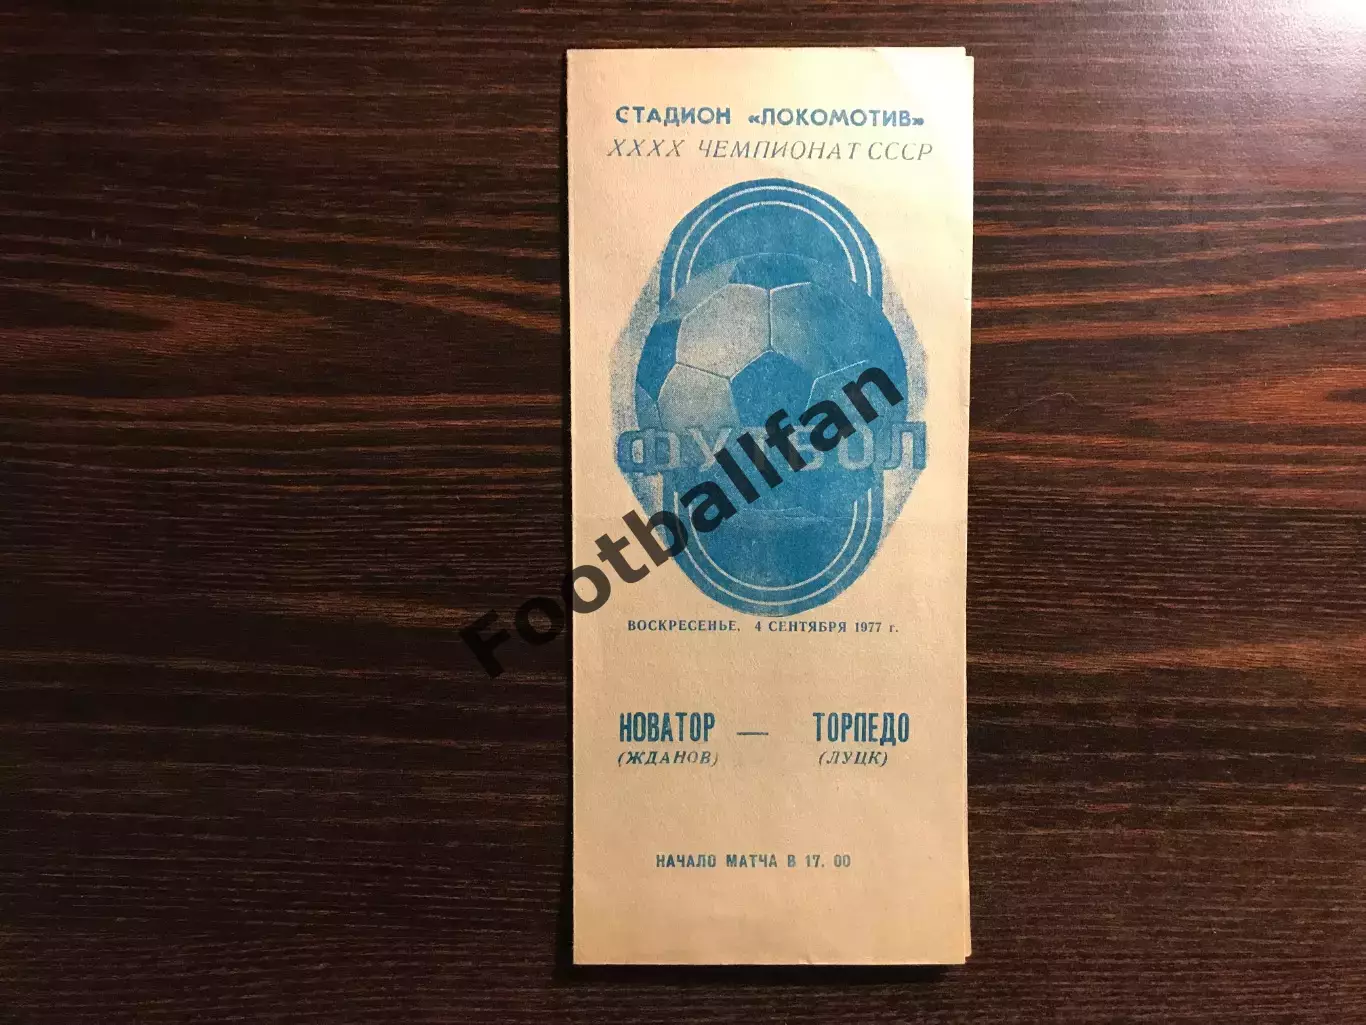 СТАДИОН «ЛОКОМОТИВ»
XXXX ЧЕМПИОНАТ СССР
ФУТБОЛ
Footballfan
ВОСКРЕСЕНЬЕ, 4 СЕНТЯБРЯ 1977 г.
НОВАТОР — ТОРПЕДО
(ЖДАНОВ) (ЛУЦК)
НАЧАЛО МАТЧА В 17. 00